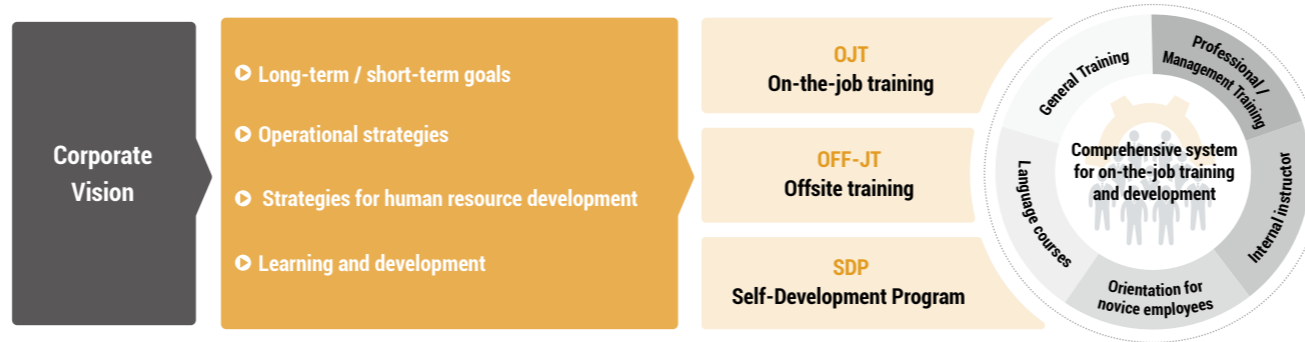 Corporate
Vision
Long-term / short-term goals
Operational strategies
Strategies for human resource development
Learning and development
OJT
On-the-job training
OFF-JT
Offsite training
SDP
Self-Development Program
General Training
Professional /
Management Training
Internal instructor
Orientation for
novice employees
Language courses
Comprehensive system
for on-the-job training
and development